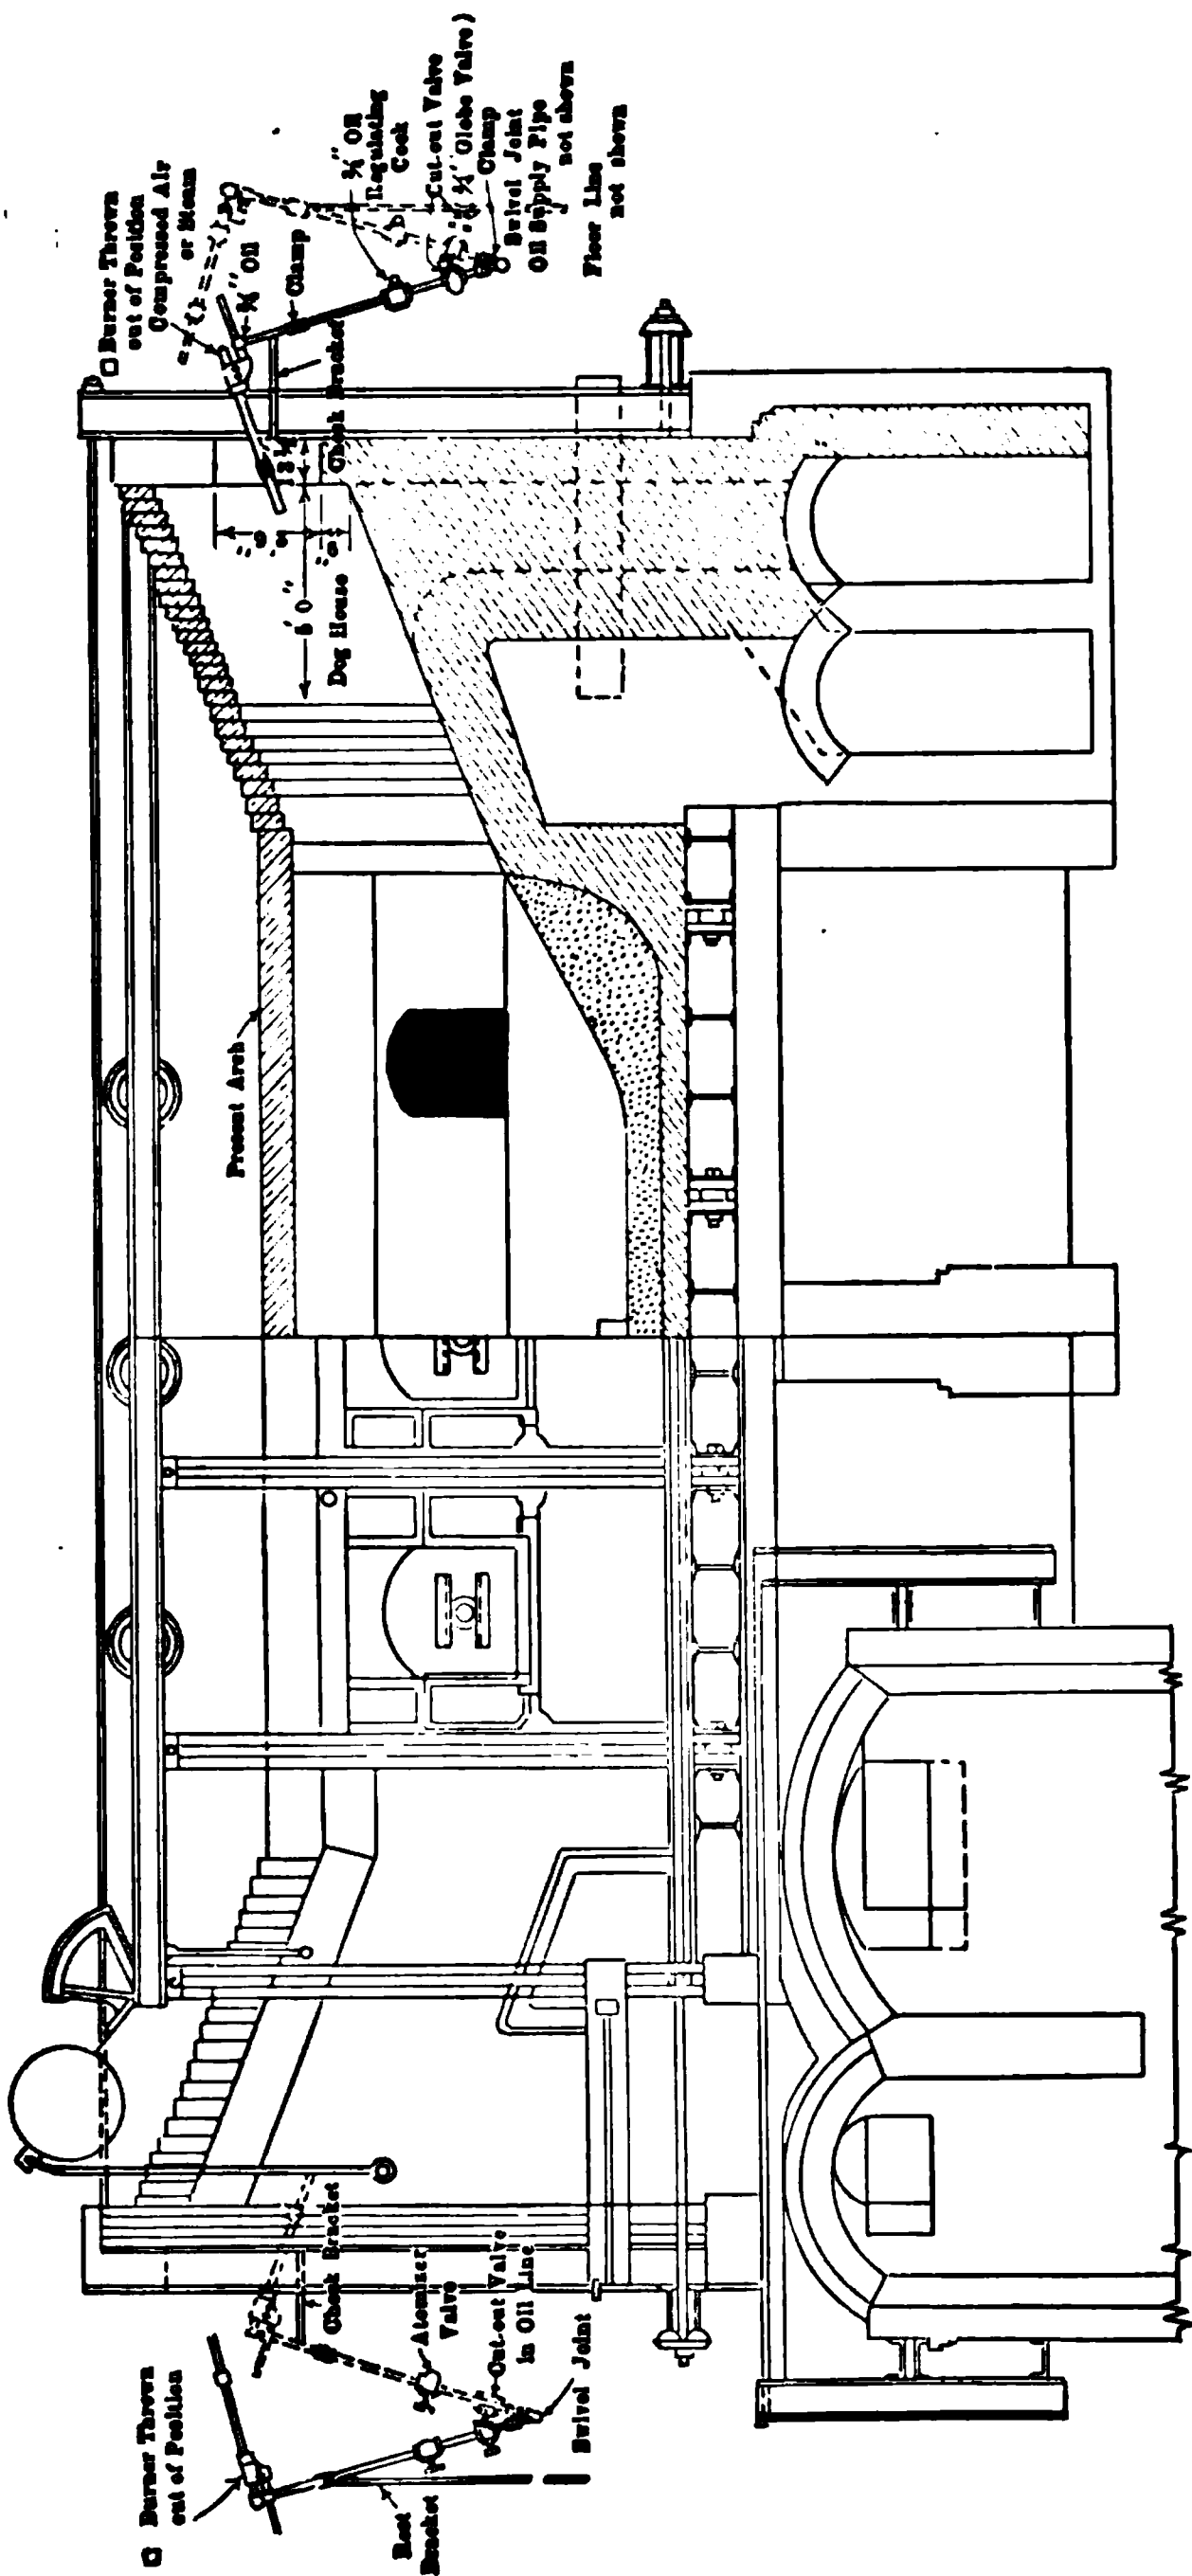 Burner Thrown
out of Position
Compressed Air
or Steam
¾" Oil
Clamp
¾" Oil
Regulating
Cock
Cut-out Valve
(¾" Globe Valve)
Clamp
Swivel Joint
Oil Supply Pipe
not shown
Floor Line
not shown
Check Bracket
Dog House
Present Arch
Burner Thrown
out of Position
Check Bracket
Atomizer
Valve
Cut-out Valve
in Oil Line
Swivel Joint
Rest
Bracket